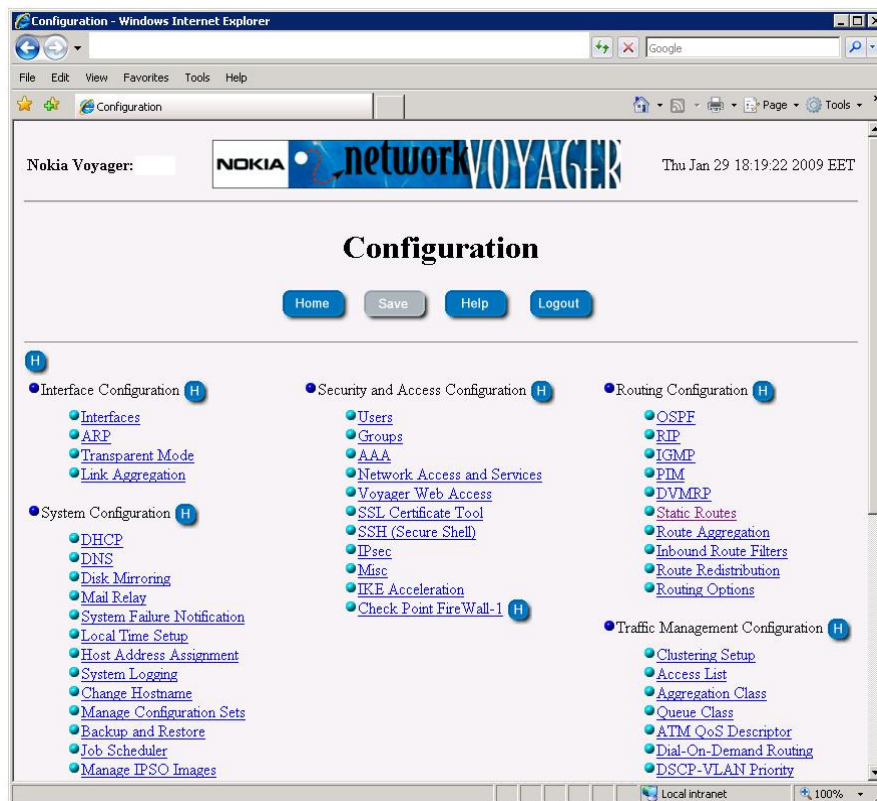 Configuration - Windows Internet Explorer
Google
File Edit View Favorites Tools Help
Configuration
Page Tools
Nokia Voyager:
NOKIA network VOYAGER
Thu Jan 29 18:19:22 2009 EET
Configuration
Home Save Help Logout
H
Interface Configuration H
Interfaces
ARP
Transparent Mode
Link Aggregation
System Configuration H
DHCP
DNS
Disk Mirroring
Mail Relay
System Failure Notification
Local Time Setup
Host Address Assignment
System Logging
Change Hostname
Manage Configuration Sets
Backup and Restore
Job Scheduler
Manage IPSO Images
Security and Access Configuration H
Users
Groups
AAA
Network Access and Services
Voyager Web Access
SSL Certificate Tool
SSH (Secure Shell)
IPsec
Misc
IKE Acceleration
Check Point FireWall-1 H
Routing Configuration H
OSPF
RIP
IGMP
PIM
DVMRP
Static Routes
Route Aggregation
Inbound Route Filters
Route Redistribution
Routing Options
Traffic Management Configuration H
Clustering Setup
Access List
Aggregation Class
Queue Class
ATM QoS Descriptor
Dial-On-Demand Routing
DSCP-VLAN Priority
Local intranet
100%